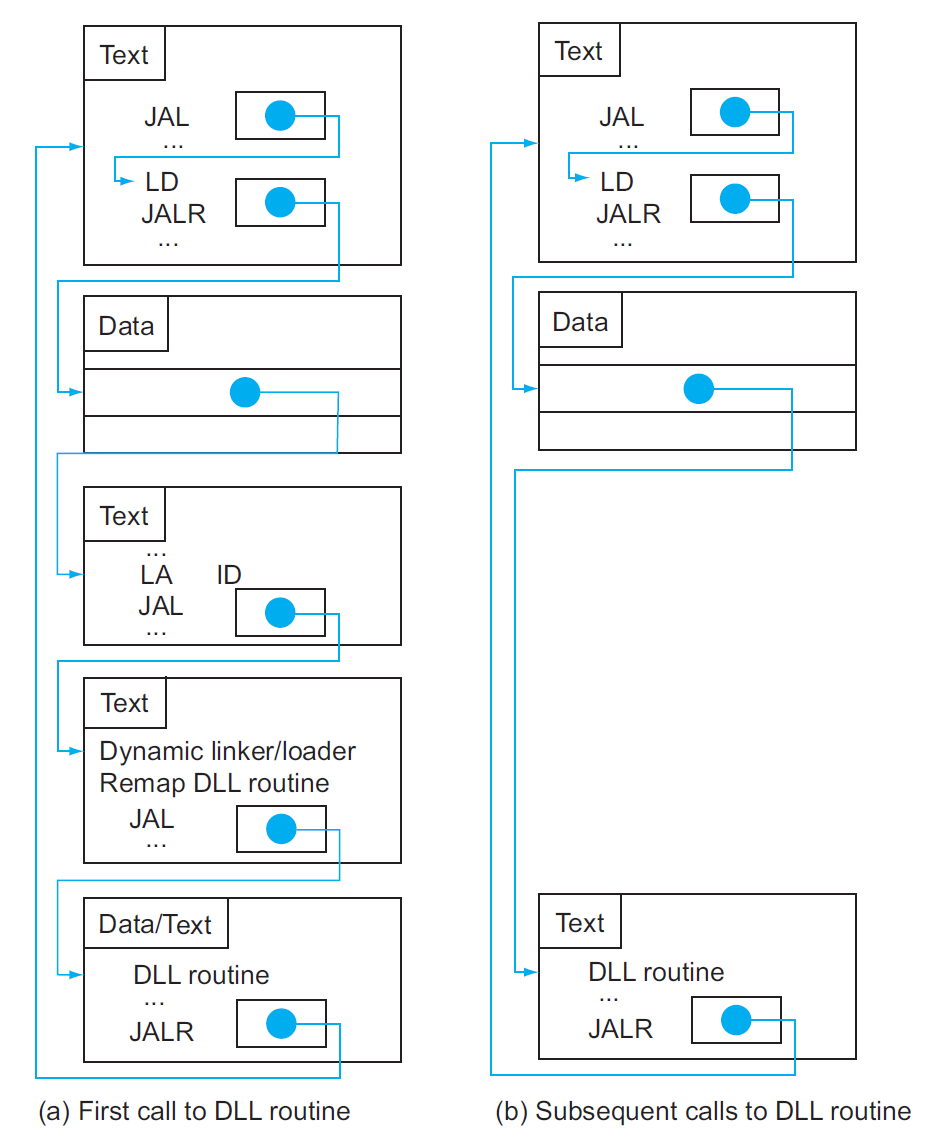 Text
JAL
...
LD
JALR
...
Data
Text
...
LA ID
JAL
...
Text
Dynamic linker/loader
Remap DLL routine
JAL
...
Data/Text
DLL routine
...
JALR
(a) First call to DLL routine
Text
JAL
...
LD
JALR
...
Data
Text
DLL routine
...
JALR
(b) Subsequent calls to DLL routine